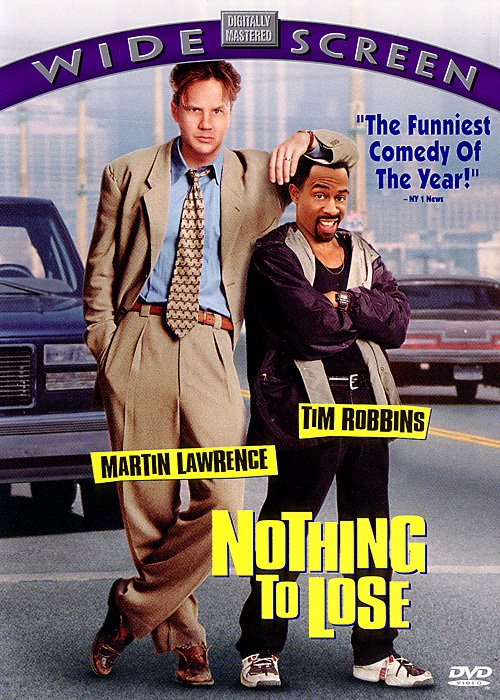 DIGITALLY
MASTERED
WIDE SCREEN
"The Funniest
Comedy Of
The Year!"
- NY 1 News
TIM ROBBINS
MARTIN LAWRENCE
NOTHING
TO LOSE
DVD
VIDEO